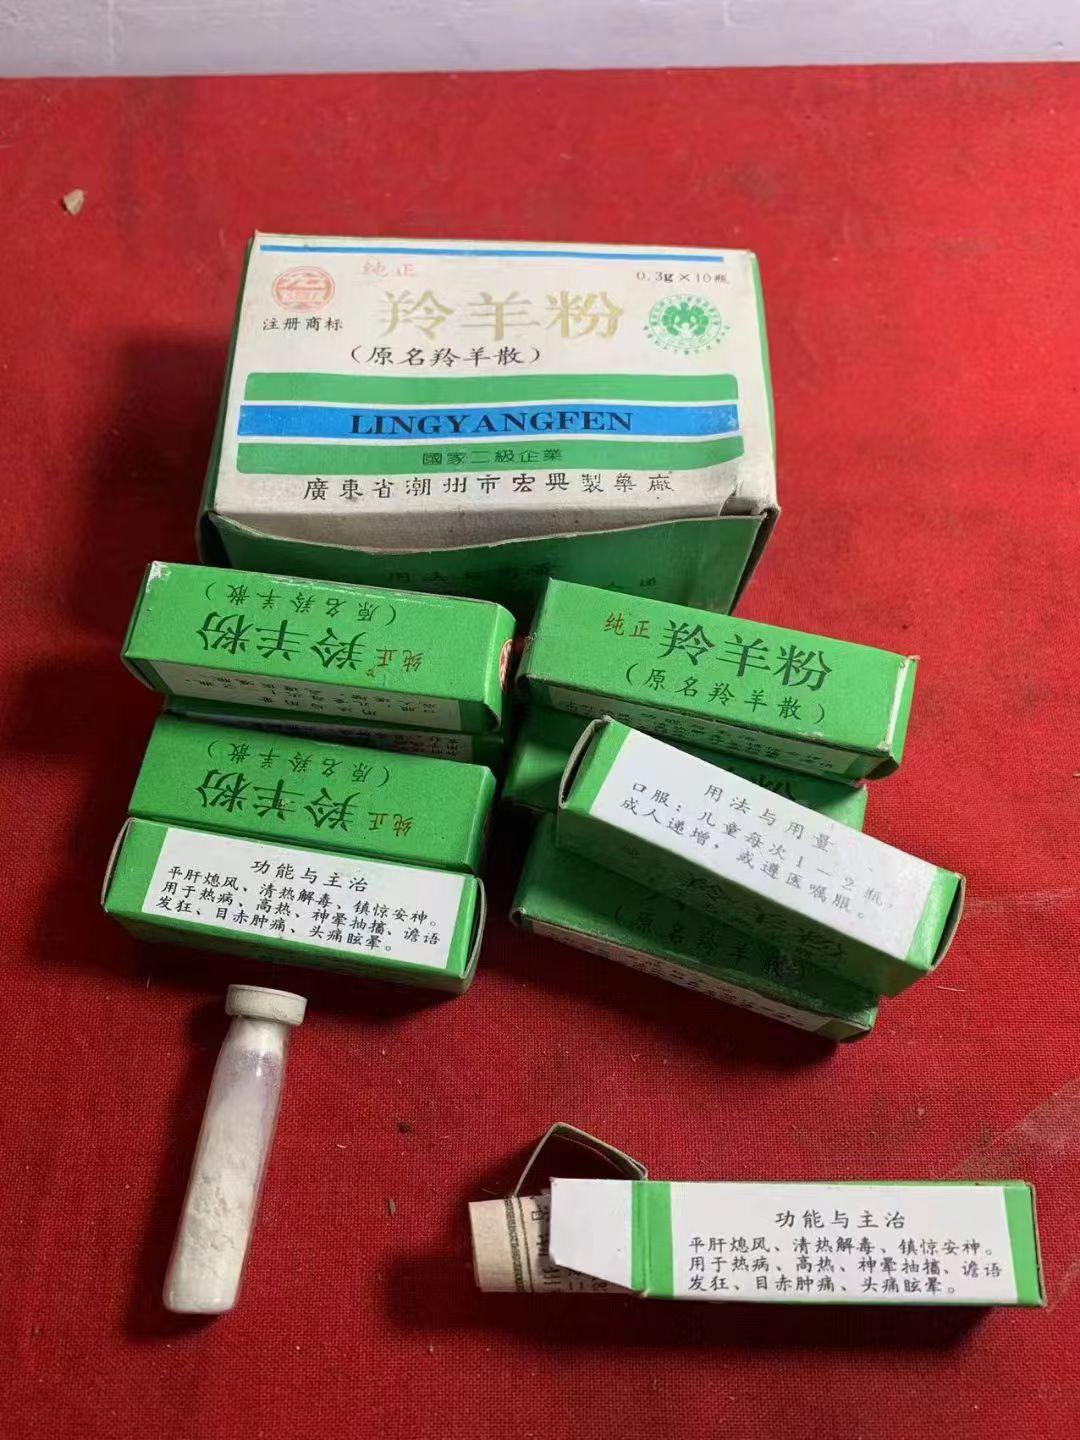 纯正
0.3g×10瓶
羚羊粉
注册商标
(原名羚羊散)
LINGYANGFEN
國家二級企業
廣東省潮州市宏興製藥廠
(原名羚羊散)
纯正 羚羊粉
纯正 羚羊粉
(原名羚羊散)
(原名羚羊散)
纯正 羚羊粉
用法与用量
口服:儿童每次1-2瓶,
成人递增,或遵医嘱服。
功能与主治
平肝熄风、清热解毒、镇惊安神。
用于热病、高热、神晕抽搐、谵语
发狂、目赤肿痛、头痛眩晕。
(原名羚羊散)
功能与主治
平肝熄风、清热解毒、镇惊安神。
用于热病、高热、神晕抽搐、谵语
发狂、目赤肿痛、头痛眩晕。